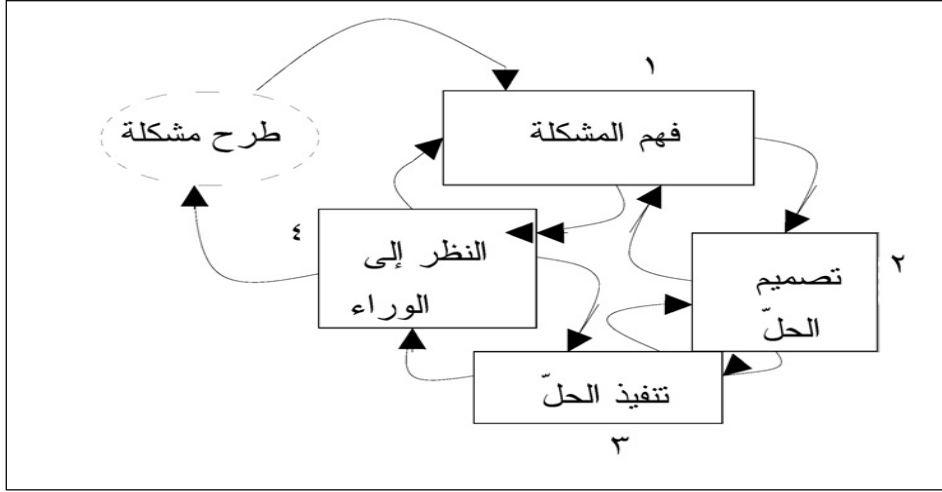 طرح مشكلة
١
فهم المشكلة
٢
تصميم
الحلّ
٣
تنفيذ الحلّ
٤
النظر إلى
الوراء